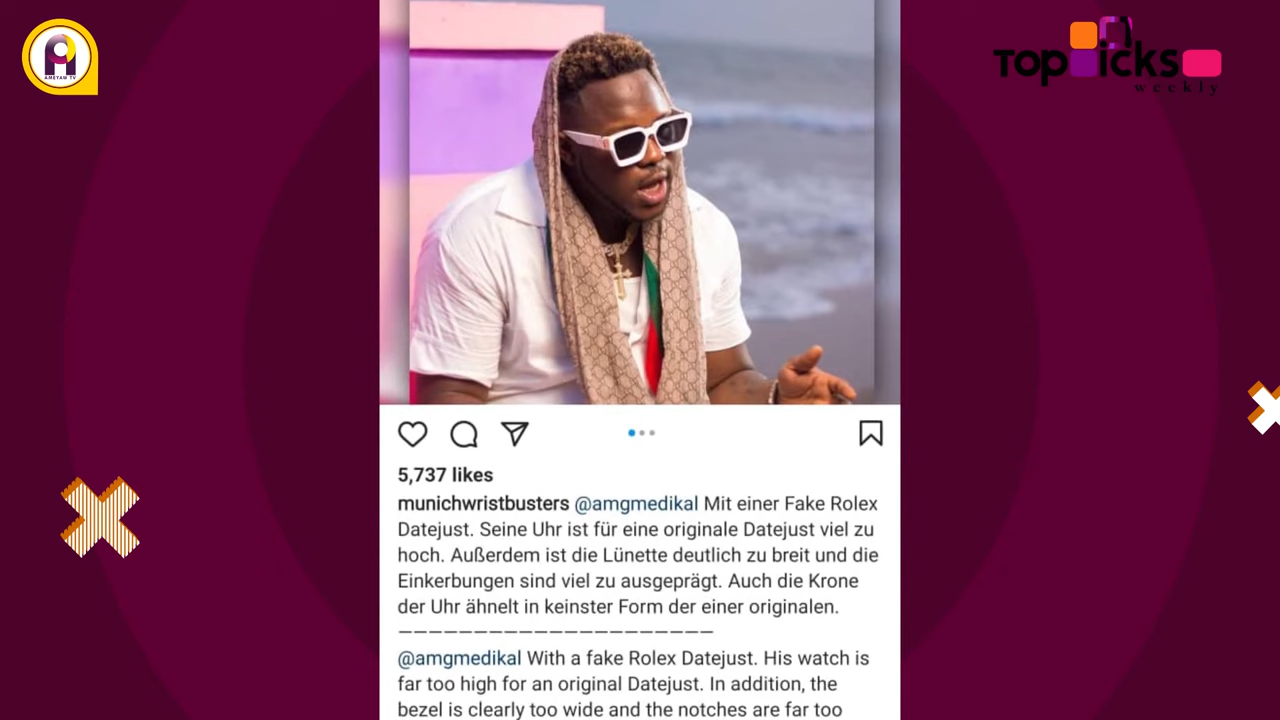 AMEYAW TV
TOP Picks
weekly
5,737 likes
munichwristbusters @amgmedikal Mit einer Fake Rolex
Datejust. Seine Uhr ist für eine originale Datejust viel zu
hoch. Außerdem ist die Lünette deutlich zu breit und die
Einkerbungen sind viel zu ausgeprägt. Auch die Krone
der Uhr ähnelt in keinster Form der einer originalen.
—————————————————————
@amgmedikal With a fake Rolex Datejust. His watch is
far too high for an original Datejust. In addition, the
bezel is clearly too wide and the notches are far too